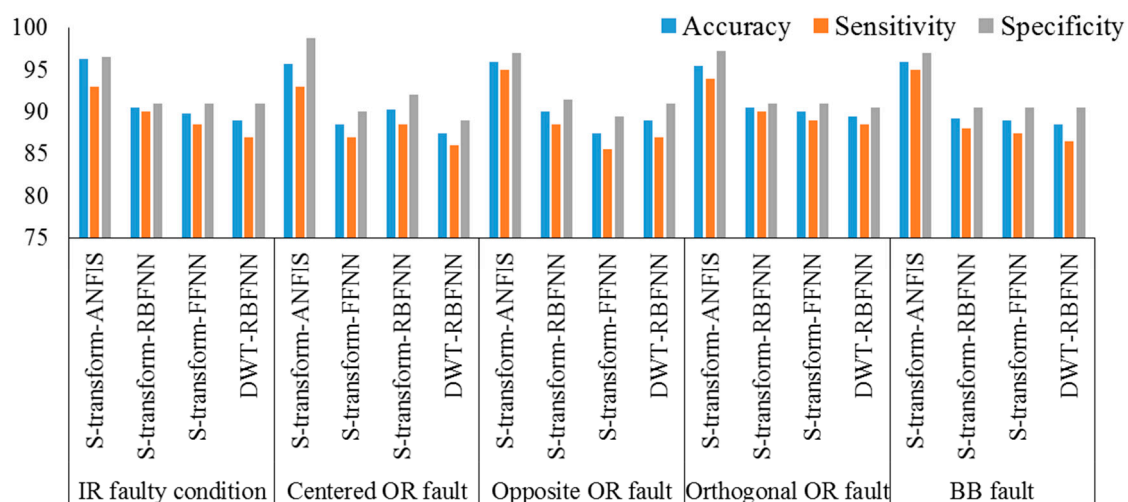 100
95
90
85
80
75
Accuracy Sensitivity Specificity
S-transform-ANFIS
S-transform-RBFNN
S-transform-FFNN
DWT-RBFNN
S-transform-ANFIS
S-transform-FFNN
S-transform-RBFNN
DWT-RBFNN
S-transform-ANFIS
S-transform-RBFNN
S-transform-FFNN
DWT-RBFNN
S-transform-ANFIS
S-transform-RBFNN
S-transform-FFNN
DWT-RBFNN
S-transform-ANFIS
S-transform-RBFNN
S-transform-FFNN
DWT-RBFNN
IR faulty condition
Centered OR fault
Opposite OR fault
Orthogonal OR fault
BB fault